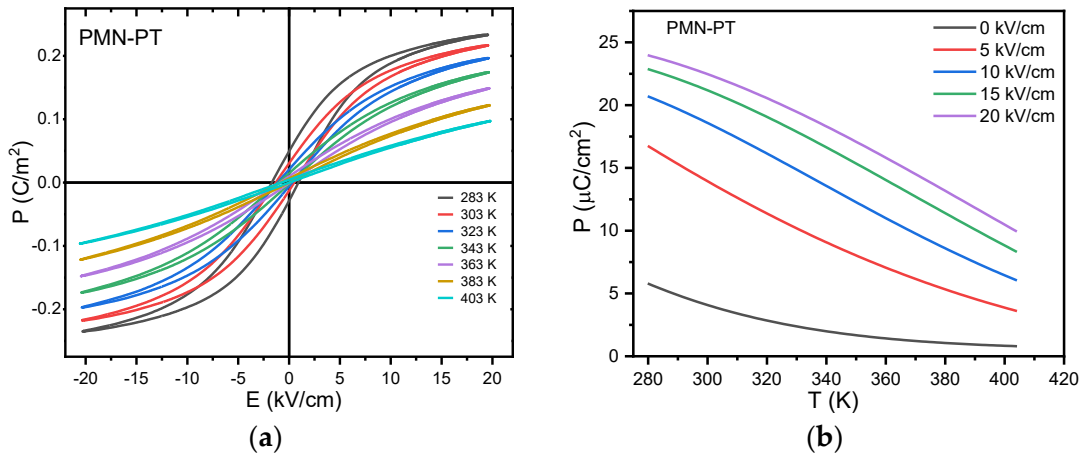 PMN-PT
P (C/m²)
0.2
0.1
0.0
-0.1
-0.2
283 K
303 K
323 K
343 K
363 K
383 K
403 K
-20 -15 -10 -5 0 5 10 15 20
E (kV/cm)
(a)
PMN-PT
0 kV/cm
5 kV/cm
10 kV/cm
15 kV/cm
20 kV/cm
P (μC/cm²)
25
20
15
10
5
0
280 300 320 340 360 380 400 420
T (K)
(b)